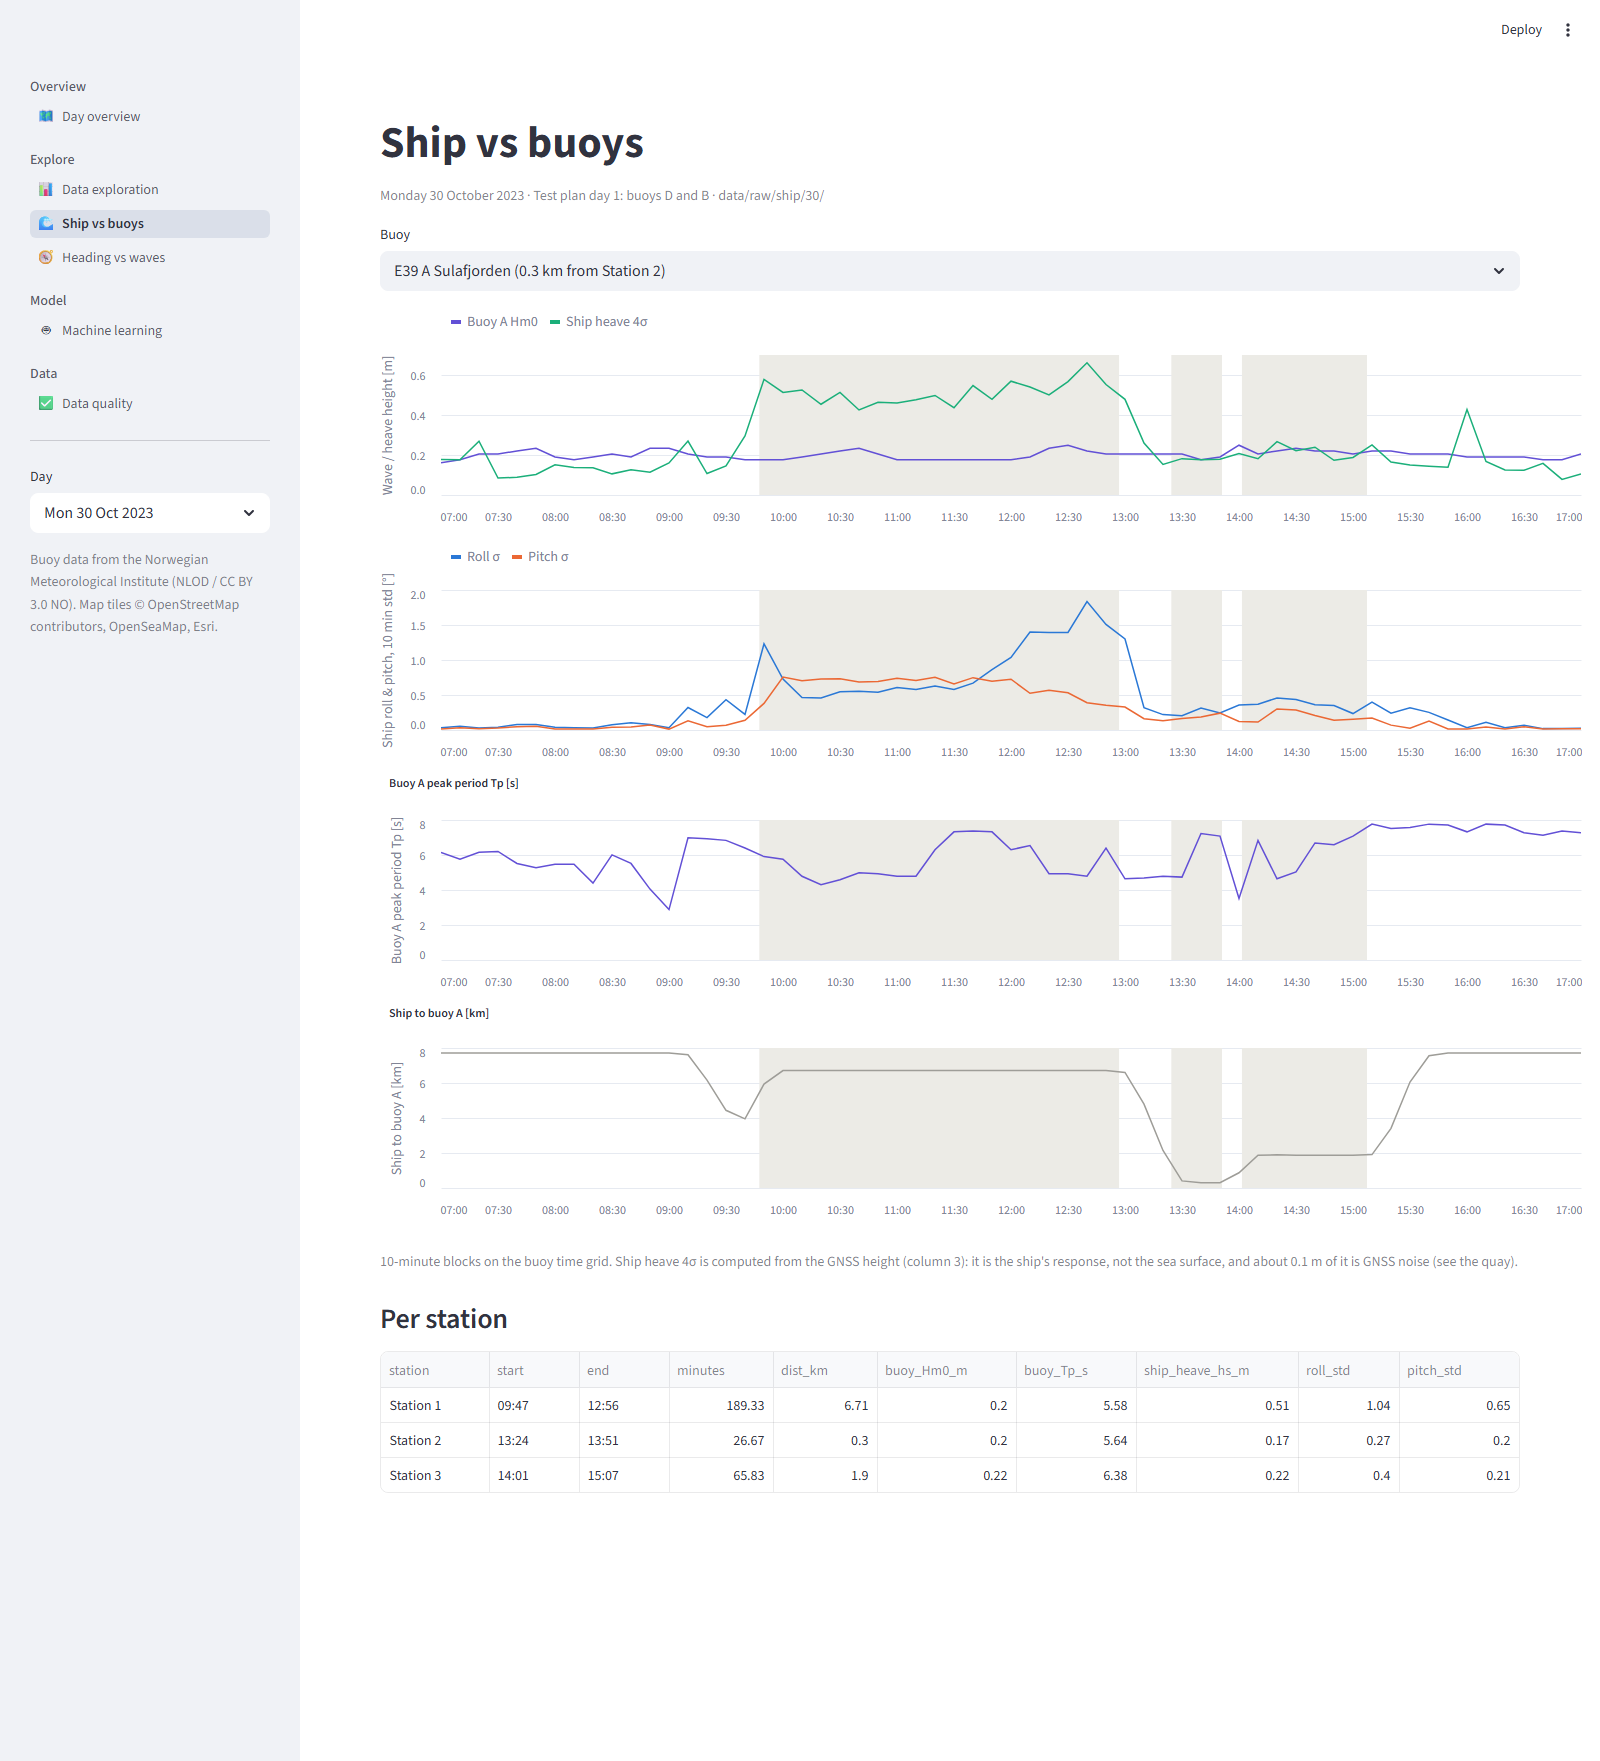 Deploy
Overview
Day overview
Explore
Data exploration
Ship vs buoys
Heading vs waves
Model
Machine learning
Data
Data quality
Day
Mon 30 Oct 2023
Buoy data from the Norwegian
Meteorological Institute (NLOD / CC BY
3.0 NO). Map tiles © OpenStreetMap
contributors, OpenSeaMap, Esri.
Ship vs buoys
Monday 30 October 2023 · Test plan day 1: buoys D and B · data/raw/ship/30/
Buoy
E39 A Sulafjorden (0.3 km from Station 2)
Buoy A Hm0 Ship heave 4σ
Wave / heave height [m]
0.6
0.4
0.2
0.0
07:00 07:30 08:00 08:30 09:00 09:30 10:00 10:30 11:00 11:30 12:00 12:30 13:00 13:30 14:00 14:30 15:00 15:30 16:00 16:30 17:00
Roll σ Pitch σ
Ship roll & pitch, 10 min std [°]
2.0
1.5
1.0
0.5
0.0
07:00 07:30 08:00 08:30 09:00 09:30 10:00 10:30 11:00 11:30 12:00 12:30 13:00 13:30 14:00 14:30 15:00 15:30 16:00 16:30 17:00
Buoy A peak period Tp [s]
Buoy A peak period Tp [s]
8
6
4
2
0
07:00 07:30 08:00 08:30 09:00 09:30 10:00 10:30 11:00 11:30 12:00 12:30 13:00 13:30 14:00 14:30 15:00 15:30 16:00 16:30 17:00
Ship to buoy A [km]
Ship to buoy A [km]
8
6
4
2
0
07:00 07:30 08:00 08:30 09:00 09:30 10:00 10:30 11:00 11:30 12:00 12:30 13:00 13:30 14:00 14:30 15:00 15:30 16:00 16:30 17:00
10-minute blocks on the buoy time grid. Ship heave 4σ is computed from the GNSS height (column 3): it is the ship's response, not the sea surface, and about 0.1 m of it is GNSS noise (see the quay).
Per station
station start end minutes dist_km buoy_Hm0_m buoy_Tp_s ship_heave_hs_m roll_std pitch_std
Station 1 09:47 12:56 189.33 6.71 0.2 5.58 0.51 1.04 0.65
Station 2 13:24 13:51 26.67 0.3 0.2 5.64 0.17 0.27 0.2
Station 3 14:01 15:07 65.83 1.9 0.22 6.38 0.22 0.4 0.21